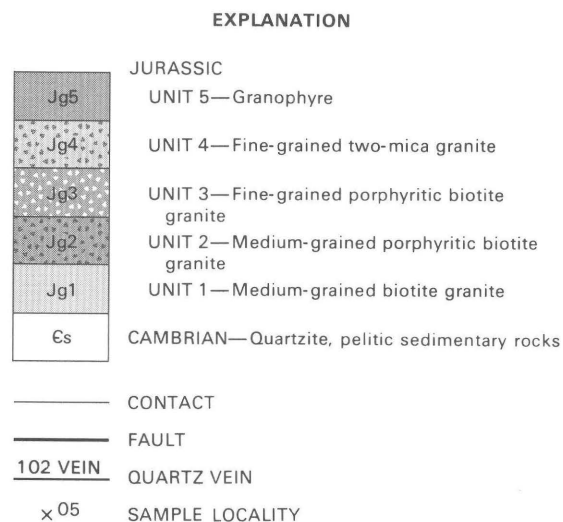 EXPLANATION
JURASSIC
Jg5 UNIT 5—Granophyre
Jg4 UNIT 4—Fine-grained two-mica granite
Jg3 UNIT 3—Fine-grained porphyritic biotite
granite
Jg2 UNIT 2—Medium-grained porphyritic biotite
granite
Jg1 UNIT 1—Medium-grained biotite granite
Єs CAMBRIAN—Quartzite, pelitic sedimentary rocks
CONTACT
FAULT
102 VEIN QUARTZ VEIN
×05 SAMPLE LOCALITY